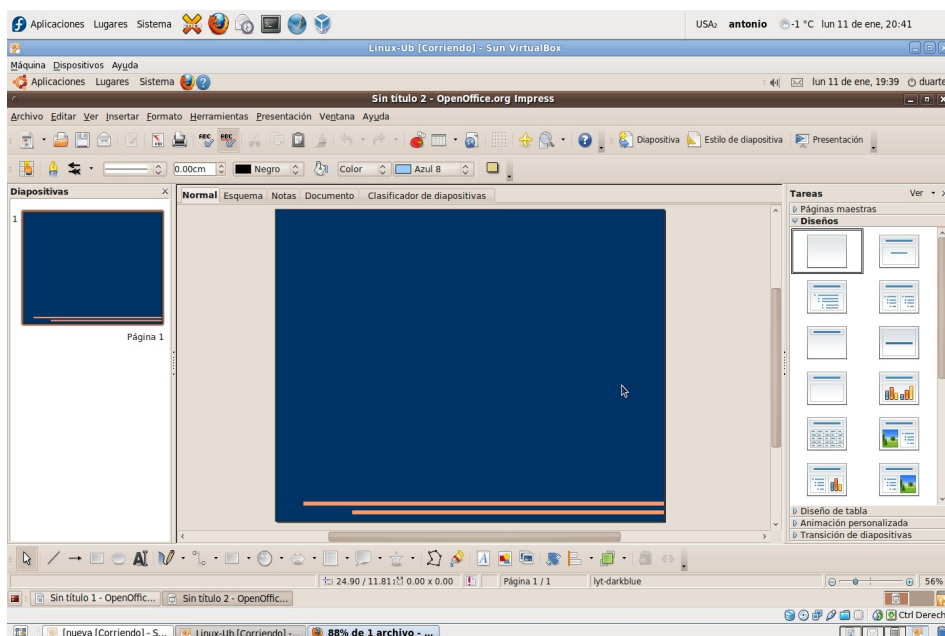 Aplicaciones Lugares Sistema USA₂ antonio -1 °C lun 11 de ene, 20:41
Linux-Ub [Corriendo] - Sun VirtualBox
Máquina Dispositivos Ayuda
Aplicaciones Lugares Sistema lun 11 de ene, 19:39 duarte
Sin título 2 - OpenOffice.org Impress
Archivo Editar Ver Insertar Formato Herramientas Presentación Ventana Ayuda
Diapositiva Estilo de diapositiva Presentación
0.00cm Negro Color Azul 8
Diapositivas Normal Esquema Notas Documento Clasificador de diapositivas Tareas Ver
Páginas maestras
Diseños
1
Página 1
Diseño de tabla
Animación personalizada
Transición de diapositivas
24.90 / 11.81 0.00 x 0.00 Página 1 / 1 lyt-darkblue 56%
Sin título 1 - OpenOffic... Sin título 2 - OpenOffic...
Ctrl Derech
[nueva [Corriendo] - S... Linux-Ub [Corriendo] -... 88% de 1 archivo - ...